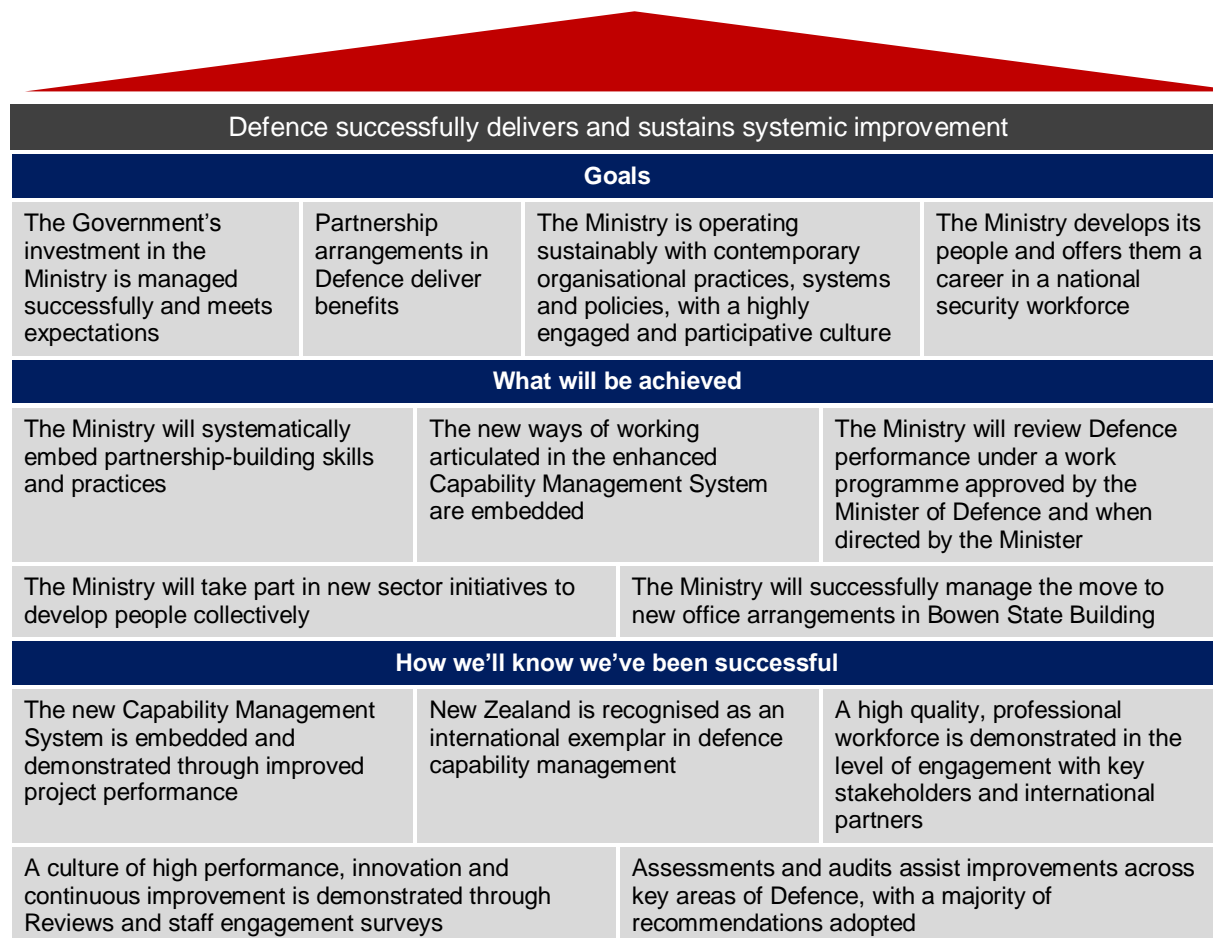 Defence successfully delivers and sustains systemic improvement
Goals
The Government’s
investment in the
Ministry is managed
successfully and meets
expectations
Partnership
arrangements in
Defence deliver
benefits
The Ministry is operating
sustainably with contemporary
organisational practices, systems
and policies, with a highly
engaged and participative culture
The Ministry develops its
people and offers them a
career in a national
security workforce
What will be achieved
The Ministry will systematically
embed partnership-building skills
and practices
The new ways of working
articulated in the enhanced
Capability Management System
are embedded
The Ministry will review Defence
performance under a work
programme approved by the
Minister of Defence and when
directed by the Minister
The Ministry will take part in new sector initiatives to
develop people collectively
The Ministry will successfully manage the move to
new office arrangements in Bowen State Building
How we’ll know we’ve been successful
The new Capability Management
System is embedded and
demonstrated through improved
project performance
New Zealand is recognised as an
international exemplar in defence
capability management
A high quality, professional
workforce is demonstrated in the
level of engagement with key
stakeholders and international
partners
A culture of high performance, innovation and
continuous improvement is demonstrated through
Reviews and staff engagement surveys
Assessments and audits assist improvements across
key areas of Defence, with a majority of
recommendations adopted